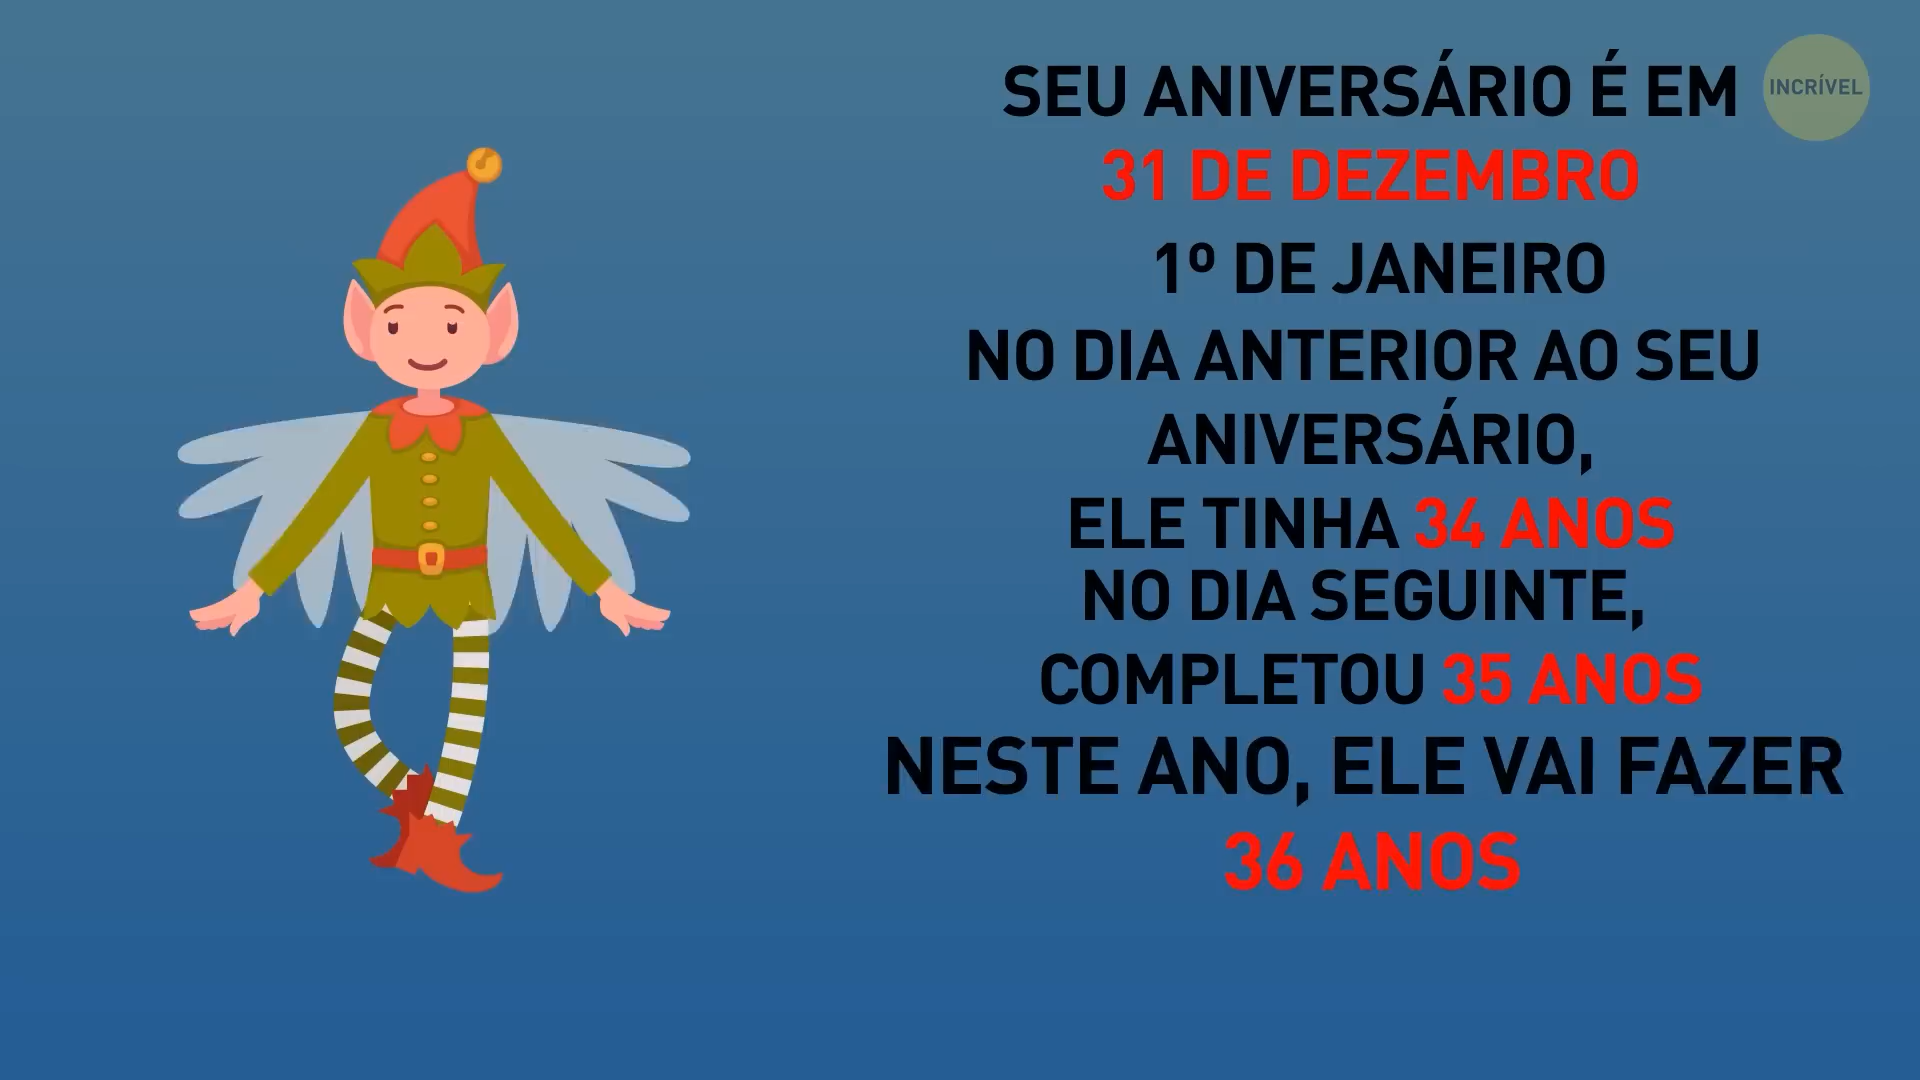 SEU ANIVERSÁRIO É EM
INCRÍVEL
31 DE DEZEMBRO
1º DE JANEIRO
NO DIA ANTERIOR AO SEU
ANIVERSÁRIO,
ELE TINHA 34 ANOS
NO DIA SEGUINTE,
COMPLETOU 35 ANOS
NESTE ANO, ELE VAI FAZER
36 ANOS